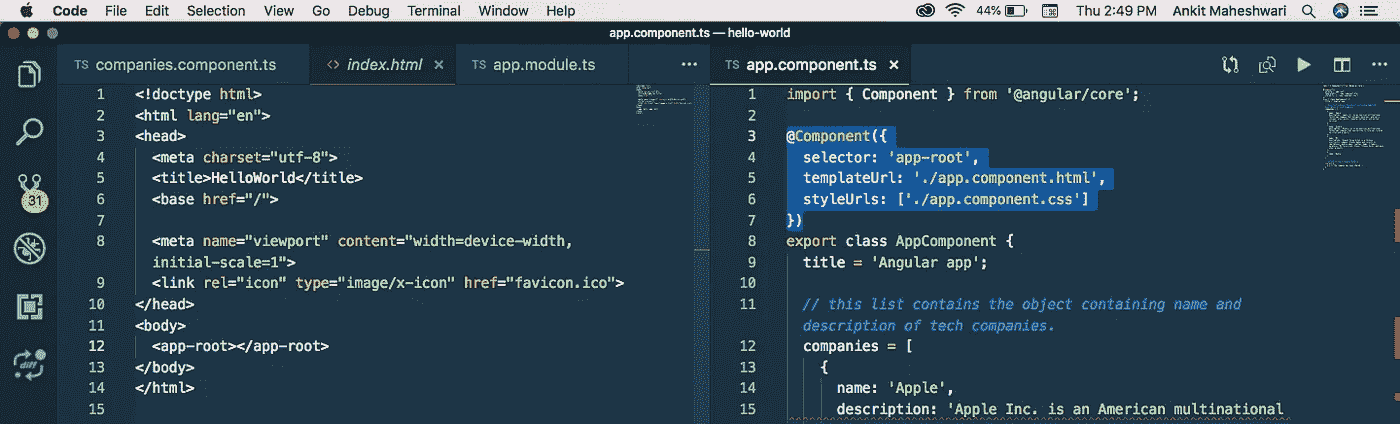 Code File Edit Selection View Go Debug Terminal Window Help 44% Thu 2:49 PM Ankit Maheshwari
app.component.ts — hello-world
TS companies.component.ts <> index.html × TS app.module.ts ••• TS app.component.ts × •••
1 <!doctype html>
2 <html lang="en">
3 <head>
4 <meta charset="utf-8">
5 <title>HelloWorld</title>
6 <base href="/">
7
8 <meta name="viewport" content="width=device-width,
initial-scale=1">
9 <link rel="icon" type="image/x-icon" href="favicon.ico">
10 </head>
11 <body>
12 <app-root></app-root>
13 </body>
14 </html>
15
1 import { Component } from '@angular/core';
2
3 @Component({
4 selector: 'app-root',
5 templateUrl: './app.component.html',
6 styleUrls: ['./app.component.css']
7 })
8 export class AppComponent {
9 title = 'Angular app';
10
11 // this list contains the object containing name and
description of tech companies.
12 companies = [
13 {
14 name: 'Apple',
15 description: 'Apple Inc. is an American multinational
31
diff